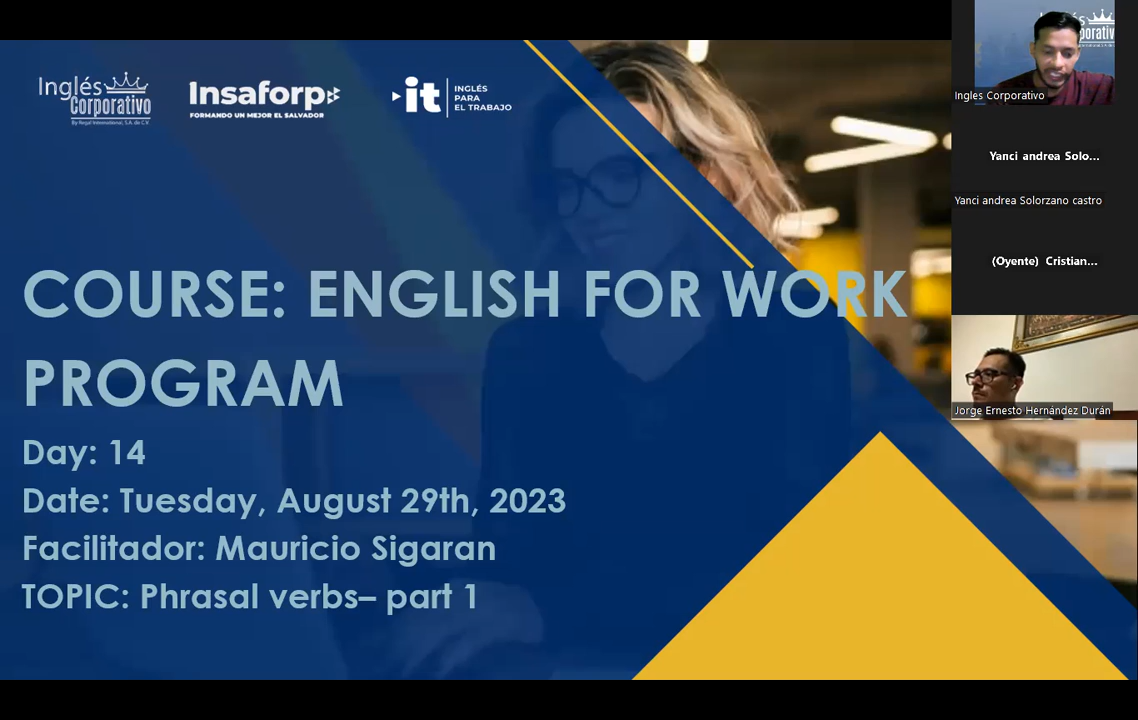 Inglés
Corporativo
By Regal International, S.A. de C.V.
Insaforp
FORMANDO UN MEJOR EL SALVADOR
it
INGLÉS
PARA
EL TRABAJO
COURSE: ENGLISH FOR WORK
PROGRAM
Day: 14
Date: Tuesday, August 29th, 2023
Facilitador: Mauricio Sigaran
TOPIC: Phrasal verbs– part 1
Ingles Corporativo
Yanci andrea Solo...
Yanci andrea Solorzano castro
(Oyente) Cristian...
Jorge Ernesto Hernández Durán